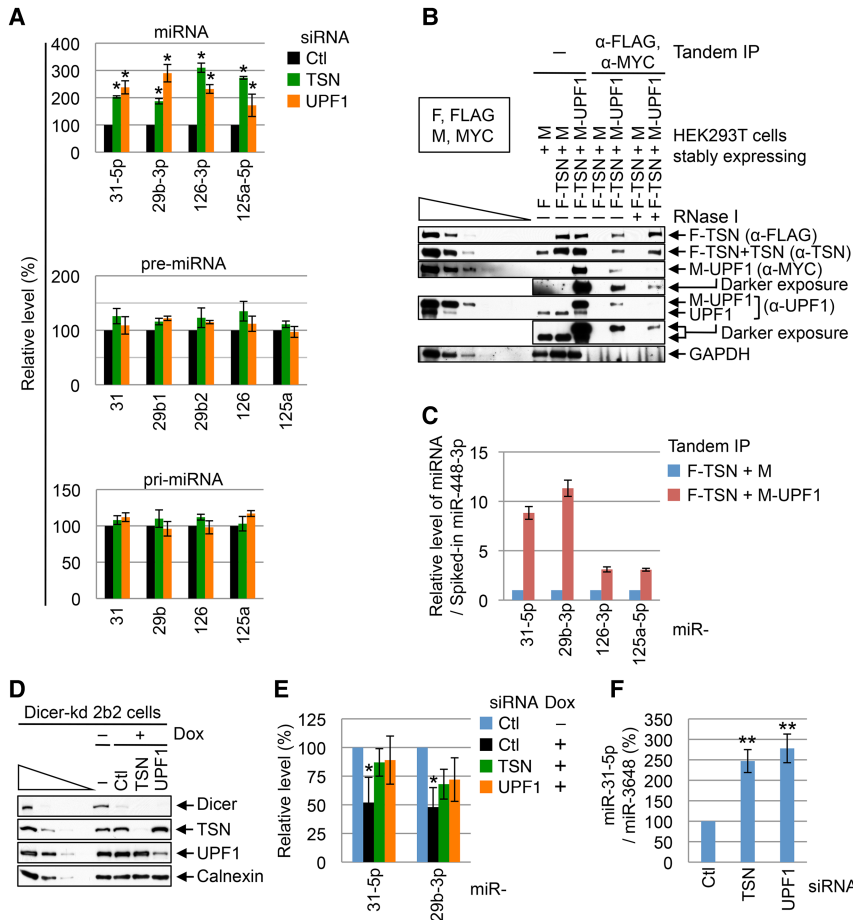 A
miRNA
siRNA
Ctl
TSN
UPF1
400
300
200
100
0
31-5p
29b-3p
126-3p
125a-5p
* * * * * * * *
pre-miRNA
200
100
0
31
29b1
29b2
126
125a
Relative level (%)
pri-miRNA
150
100
50
0
31
29b
126
125a
B
–
α-FLAG,
α-MYC
Tandem IP
F, FLAG
M, MYC
F + M
F-TSN + M
F-TSN + M-UPF1
F-TSN + M
F-TSN + M-UPF1
F-TSN + M
F-TSN + M-UPF1
HEK293T cells
stably expressing
– – – – – + + RNase I
F-TSN (α-FLAG)
F-TSN+TSN (α-TSN)
M-UPF1 (α-MYC)
Darker exposure
M-UPF1
UPF1
(α-UPF1)
Darker exposure
GAPDH
C
Relative level of miRNA
/ Spiked-in miR-448-3p
15
10
5
0
31-5p
29b-3p
126-3p
125a-5p
miR-
Tandem IP
F-TSN + M
F-TSN + M-UPF1
D
Dicer-kd 2b2 cells
– + Dox
– Ctl TSN UPF1
Dicer
TSN
UPF1
Calnexin
E
Relative level (%)
125
100
75
50
25
0
* *
31-5p
29b-3p
miR-
siRNA Dox
Ctl –
Ctl +
TSN +
UPF1 +
F
miR-31-5p
/ miR-3648 (%)
350
300
250
200
150
100
50
0
** **
Ctl
TSN
UPF1
siRNA